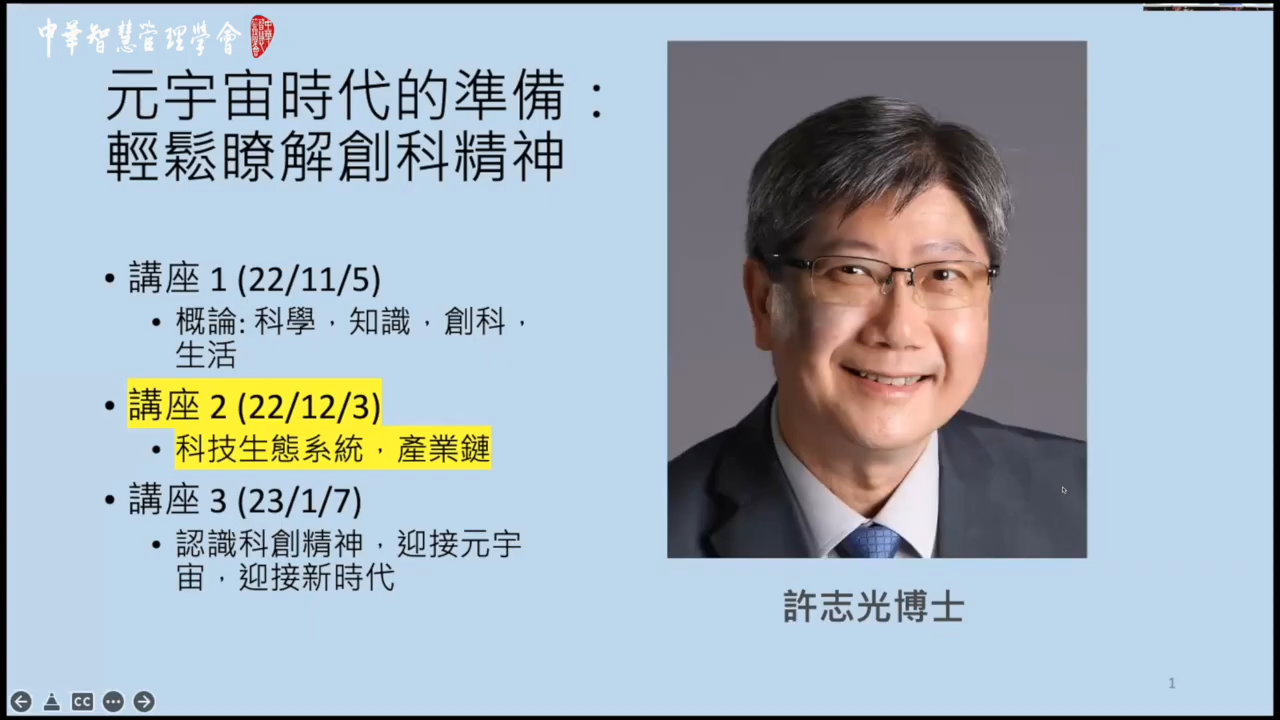 中華智慧管理學會
元宇宙時代的準備：
輕鬆瞭解創科精神
• 講座 1 (22/11/5)
• 概論: 科學，知識，創科，
生活
• 講座 2 (22/12/3)
• 科技生態系統，產業鏈
• 講座 3 (23/1/7)
• 認識科創精神，迎接元宇
宙，迎接新時代
許志光博士
1
CC